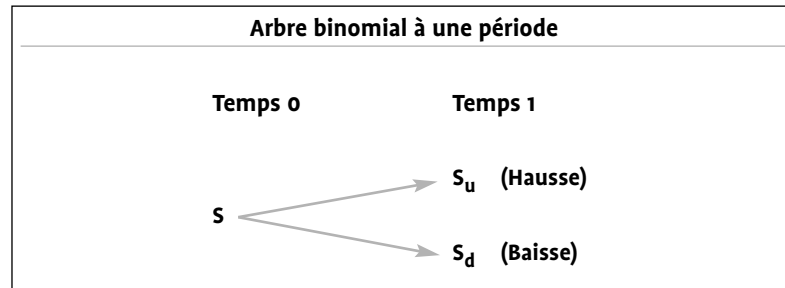 Arbre binomial à une période
Temps 0 Temps 1
Su (Hausse)
S
Sd (Baisse)